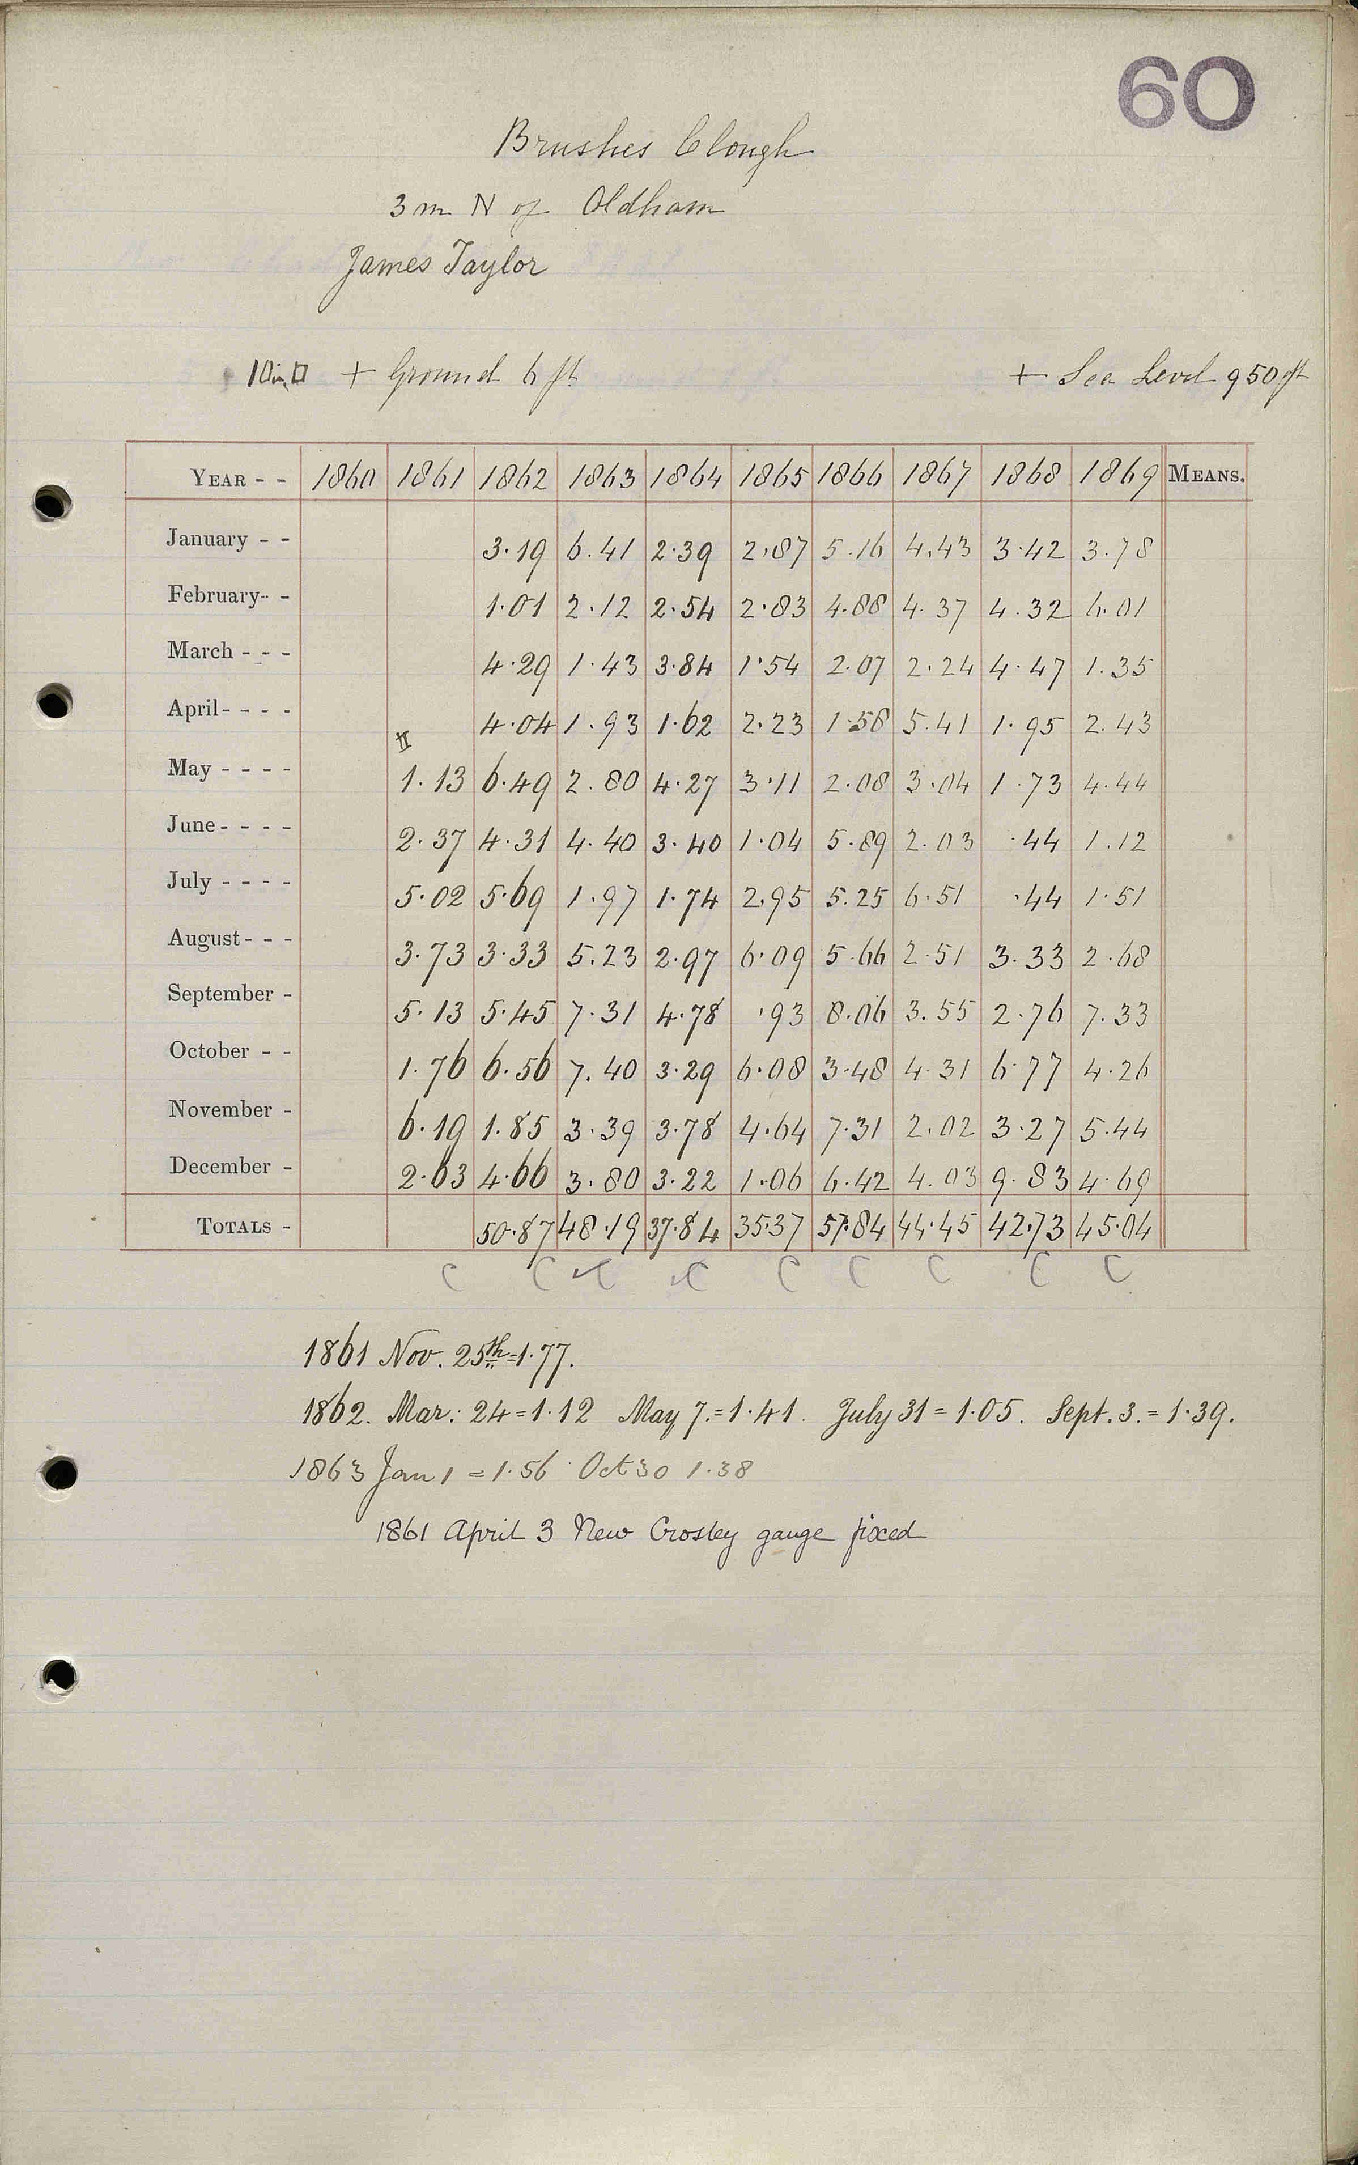 60
Brushes Clough
3 m N of Oldham
James Taylor
10 in □ + Ground 6 ft + Sea Level 950 ft
YEAR - - 1860 1861 1862 1863 1864 1865 1866 1867 1868 1869 MEANS.
January - - 3.19 6.41 2.39 2.87 5.16 4.43 3.42 3.78
February- - 1.01 2.12 2.54 2.83 4.88 4.37 4.32 6.01
March - - - 4.29 1.43 3.84 1.54 2.07 2.24 4.47 1.35
April- - - - 4.04 1.93 1.62 2.23 1.58 5.41 1.95 2.43
May - - - - 1.13 6.49 2.80 4.27 3.11 2.08 3.04 1.73 4.44
June- - - - 2.37 4.31 4.40 3.40 1.04 5.89 2.03 .44 1.12
July - - - - 5.02 5.69 1.97 1.74 2.95 5.25 6.51 .44 1.51
August- - - 3.73 3.33 5.23 2.97 6.09 5.66 2.51 3.33 2.68
September - 5.13 5.45 7.31 4.78 .93 8.06 3.55 2.76 7.33
October - - 1.76 6.56 7.40 3.29 6.08 3.48 4.31 6.77 4.26
November - 6.19 1.85 3.39 3.78 4.64 7.31 2.02 3.27 5.44
December - 2.63 4.66 3.80 3.22 1.06 6.42 4.03 9.83 4.69
TOTALS - 50.87 48.19 37.84 35.37 57.84 44.45 42.73 45.04
C C ✓C ✓C C C C C C
1861 Nov. 25th=1.77.
1862. Mar: 24=1.12 May 7.=1.41. July 31=1.05. Sept. 3.=1.39.
1863 Jan 1 = 1.56 Oct 30 1.38
1861 April 3 New Crosley gauge fixed